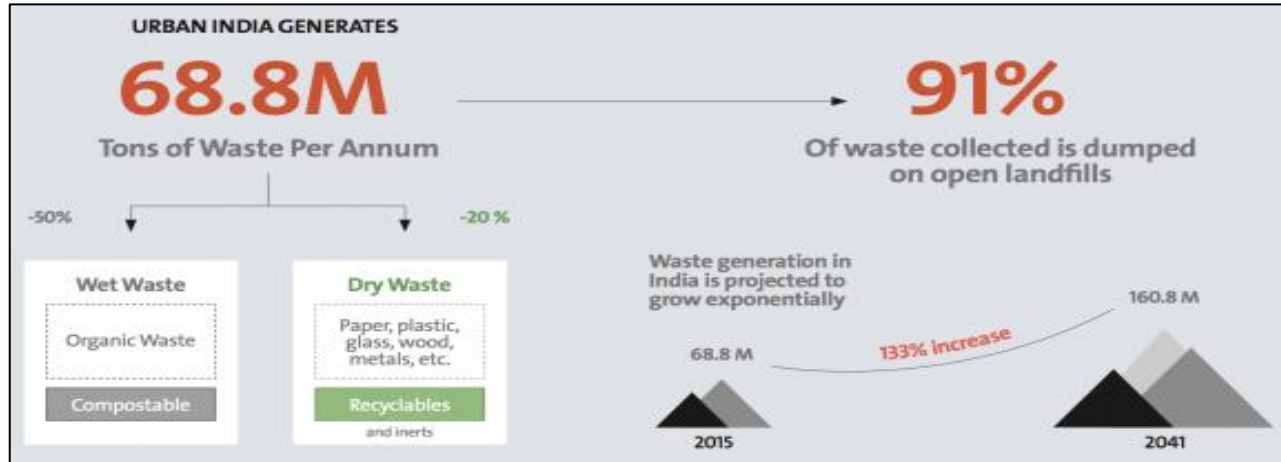 URBAN INDIA GENERATES
68.8M
Tons of Waste Per Annum
91%
Of waste collected is dumped
on open landfills
-50%
-20 %
Wet Waste
Organic Waste
Compostable
Dry Waste
Paper, plastic,
glass, wood,
metals, etc.
Recyclables
and inerts
Waste generation in
India is projected to
grow exponentially
68.8 M
133% increase
160.8 M
2015
2041